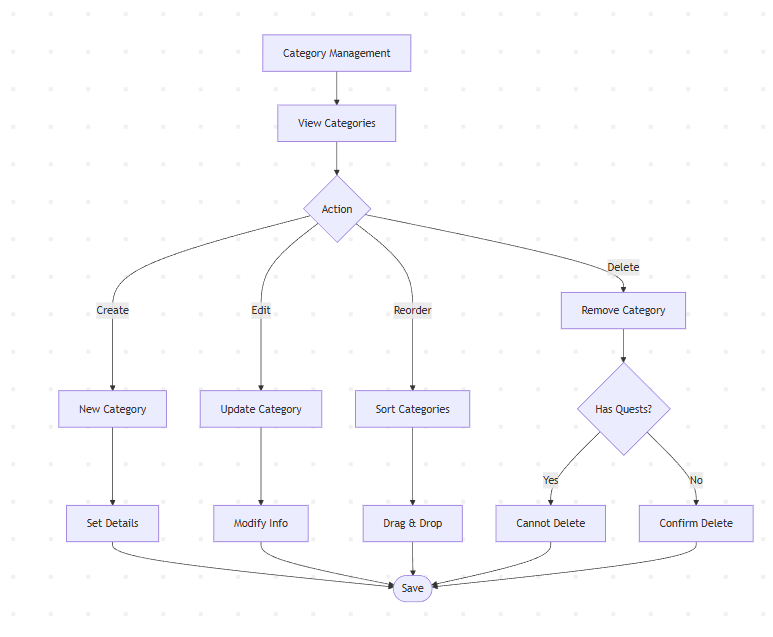 Category Management
View Categories
Action
Delete
Create
Edit
Reorder
Remove Category
New Category
Update Category
Sort Categories
Has Quests?
Yes
No
Set Details
Modify Info
Drag & Drop
Cannot Delete
Confirm Delete
Save